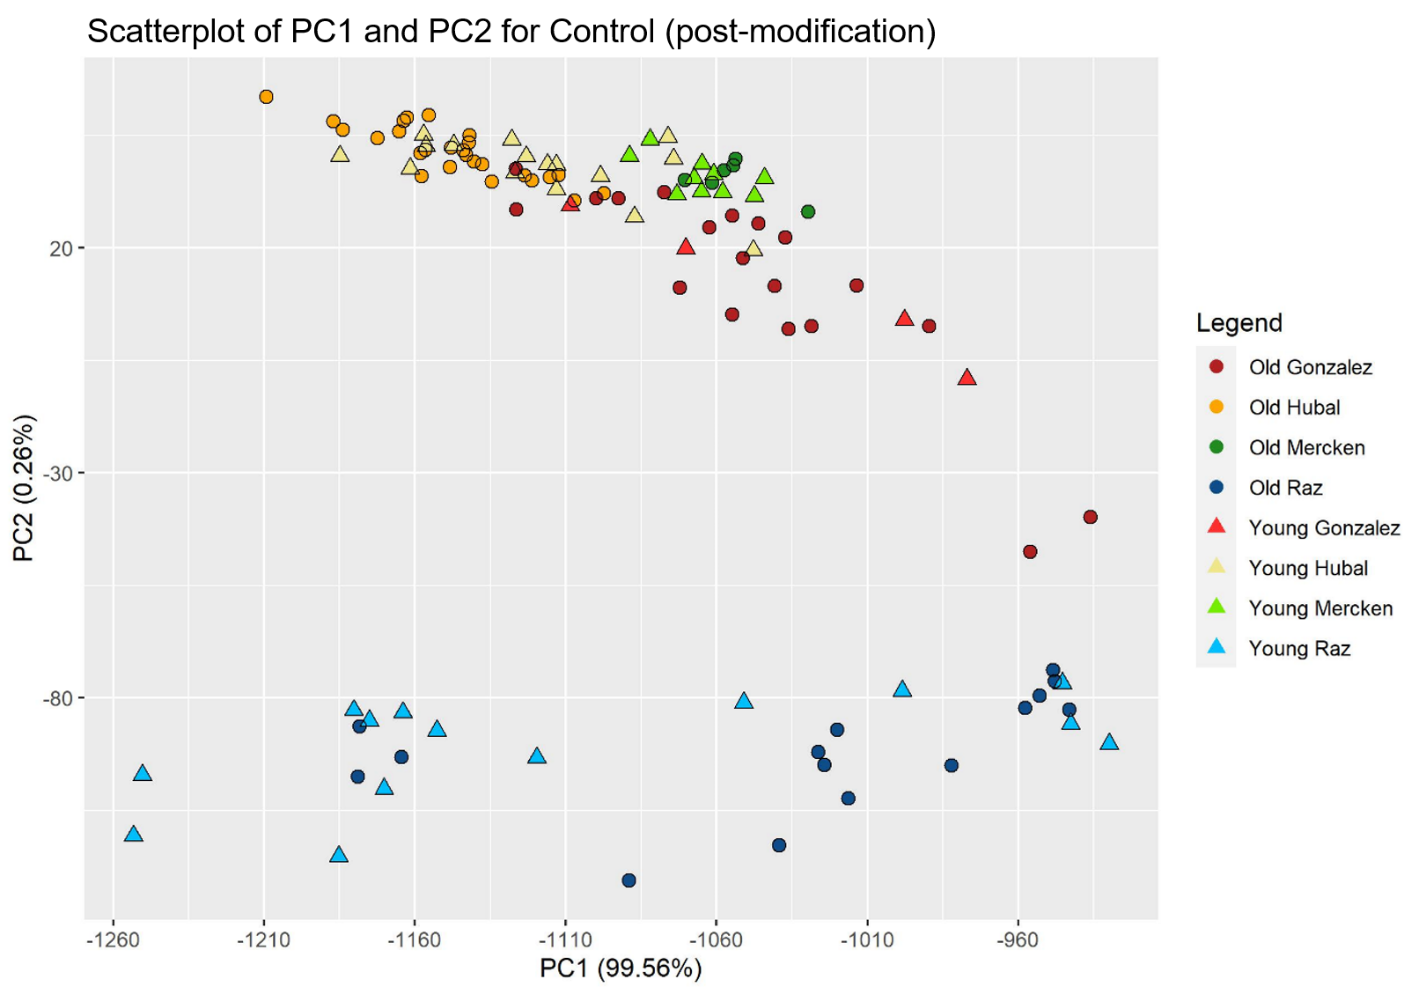 Scatterplot of PC1 and PC2 for Control (post-modification)
20
-30
-80
PC2 (0.26%)
-1260 -1210 -1160 -1110 -1060 -1010 -960
PC1 (99.56%)
Legend
Old Gonzalez
Old Hubal
Old Mercken
Old Raz
Young Gonzalez
Young Hubal
Young Mercken
Young Raz